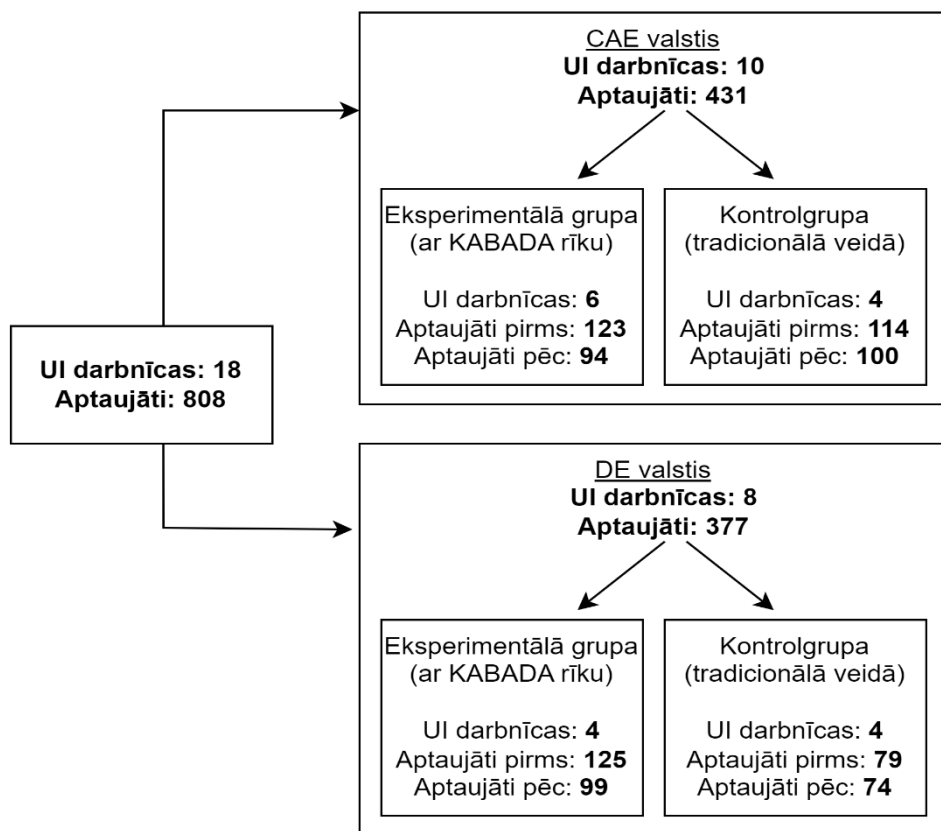 UI darbnīcas: 18
Aptaujāti: 808
CAE valstis
UI darbnīcas: 10
Aptaujāti: 431
Eksperimentālā grupa
(ar KABADA rīku)
UI darbnīcas: 6
Aptaujāti pirms: 123
Aptaujāti pēc: 94
Kontrolgrupa
(tradicionālā veidā)
UI darbnīcas: 4
Aptaujāti pirms: 114
Aptaujāti pēc: 100
DE valstis
UI darbnīcas: 8
Aptaujāti: 377
Eksperimentālā grupa
(ar KABADA rīku)
UI darbnīcas: 4
Aptaujāti pirms: 125
Aptaujāti pēc: 99
Kontrolgrupa
(tradicionālā veidā)
UI darbnīcas: 4
Aptaujāti pirms: 79
Aptaujāti pēc: 74